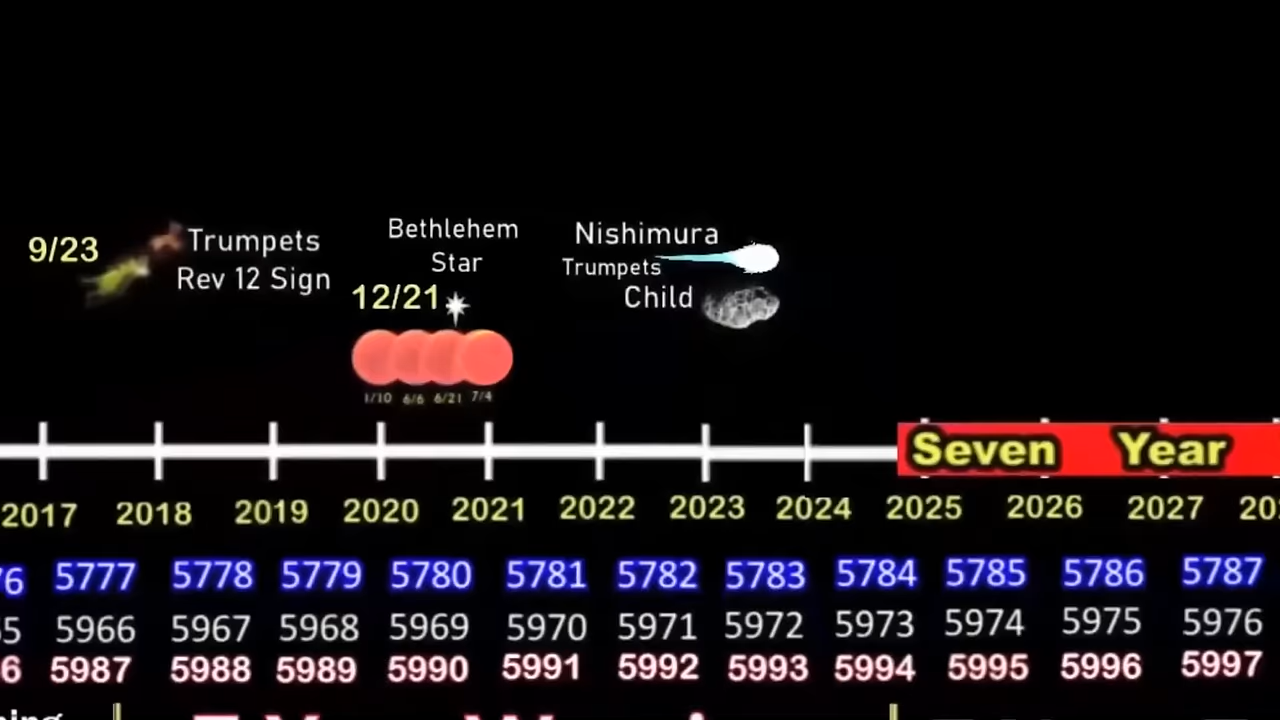 Bethlehem
Star
Nishimura
9/23
Trumpets
Rev 12 Sign
Trumpets
12/21
Child
1/10 6/6 6/21 7/4
Seven Year
2017 2018 2019 2020 2021 2022 2023 2024 2025 2026 2027
5777 5778 5779 5780 5781 5782 5783 5784 5785 5786 5787
5966 5967 5968 5969 5970 5971 5972 5973 5974 5975 5976
5987 5988 5989 5990 5991 5992 5993 5994 5995 5996 5997